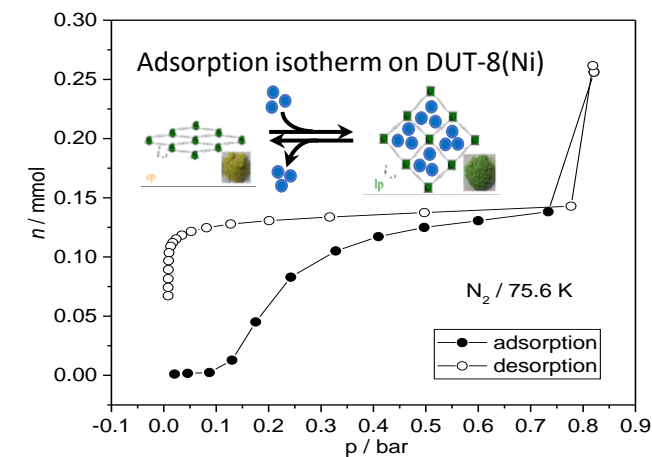 Adsorption isotherm on DUT-8(Ni)
cp
lp
N2 / 75.6 K
adsorption
desorption
n / mmol
0.30
0.25
0.20
0.15
0.10
0.05
0.00
-0.1 0.0 0.1 0.2 0.3 0.4 0.5 0.6 0.7 0.8 0.9
p / bar